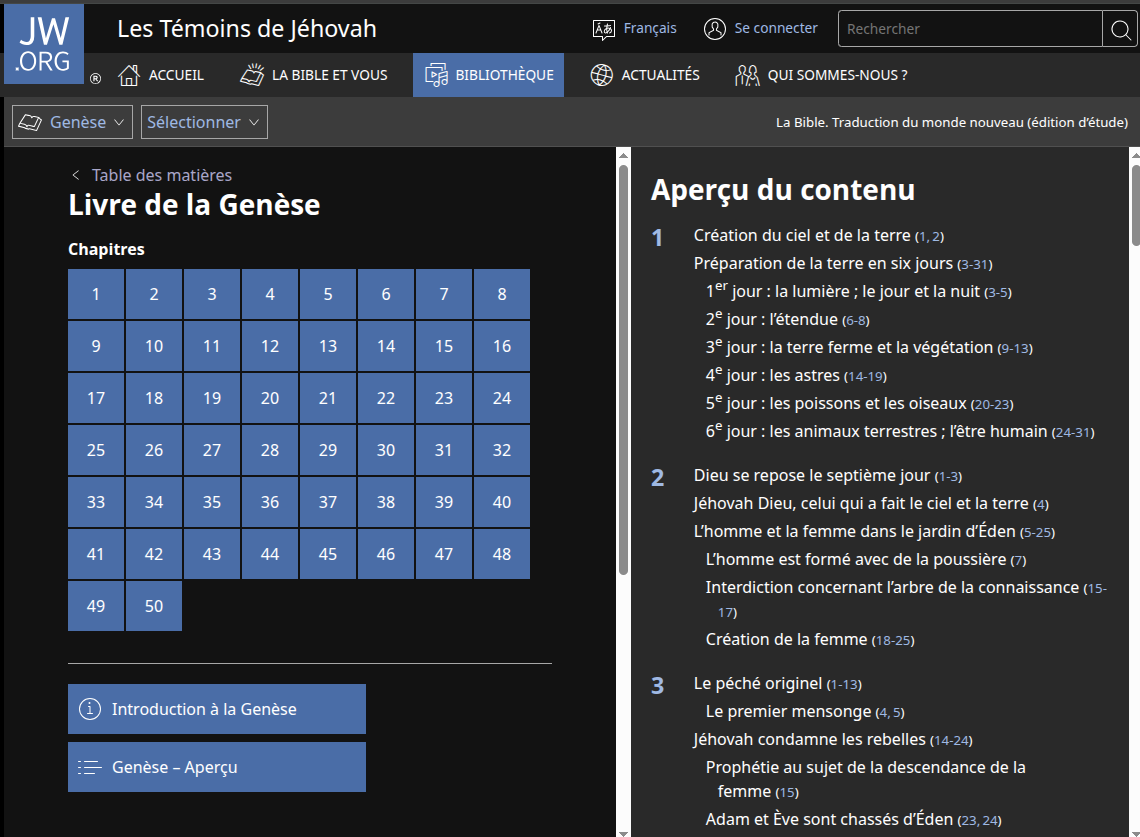 JW
.ORG
®
Les Témoins de Jéhovah
Français
Se connecter
Rechercher
ACCUEIL
LA BIBLE ET VOUS
BIBLIOTHÈQUE
ACTUALITÉS
QUI SOMMES-NOUS ?
Genèse
Sélectionner
La Bible. Traduction du monde nouveau (édition d’étude)
Table des matières
Livre de la Genèse
Chapitres
1 2 3 4 5 6 7 8
9 10 11 12 13 14 15 16
17 18 19 20 21 22 23 24
25 26 27 28 29 30 31 32
33 34 35 36 37 38 39 40
41 42 43 44 45 46 47 48
49 50
Introduction à la Genèse
Genèse – Aperçu
Aperçu du contenu
1 Création du ciel et de la terre (1, 2)
Préparation de la terre en six jours (3-31)
1er jour : la lumière ; le jour et la nuit (3-5)
2e jour : l’étendue (6-8)
3e jour : la terre ferme et la végétation (9-13)
4e jour : les astres (14-19)
5e jour : les poissons et les oiseaux (20-23)
6e jour : les animaux terrestres ; l’être humain (24-31)
2 Dieu se repose le septième jour (1-3)
Jéhovah Dieu, celui qui a fait le ciel et la terre (4)
L’homme et la femme dans le jardin d’Éden (5-25)
L’homme est formé avec de la poussière (7)
Interdiction concernant l’arbre de la connaissance (15-
17)
Création de la femme (18-25)
3 Le péché originel (1-13)
Le premier mensonge (4, 5)
Jéhovah condamne les rebelles (14-24)
Prophétie au sujet de la descendance de la
femme (15)
Adam et Ève sont chassés d’Éden (23, 24)